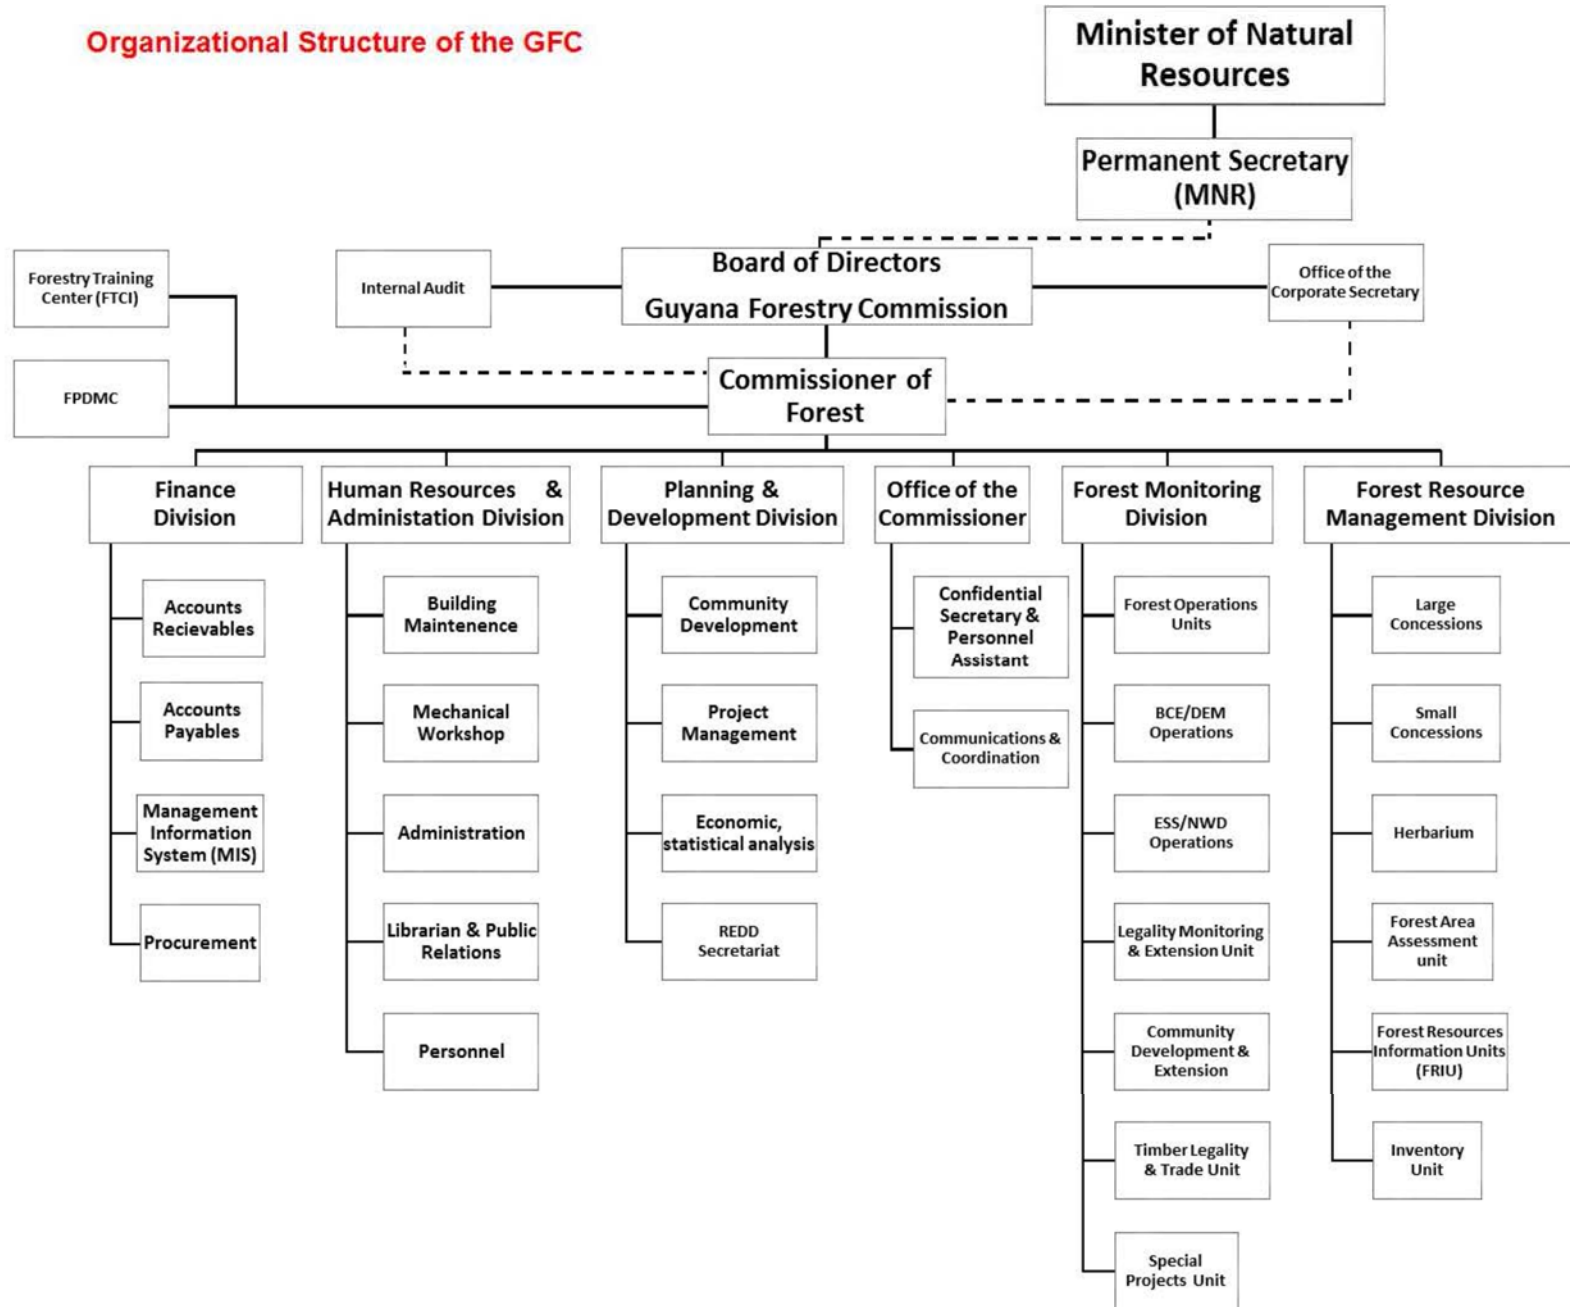 Organizational Structure of the GFC
Minister of Natural
Resources
Permanent Secretary
(MNR)
Forestry Training
Center (FTCI)
Internal Audit
Board of Directors
Guyana Forestry Commission
Office of the
Corporate Secretary
FPDMC
Commissioner of
Forest
Finance
Division
Human Resources &
Administation Division
Planning &
Development Division
Office of the
Commissioner
Forest Monitoring
Division
Forest Resource
Management Division
Accounts
Recievables
Accounts
Payables
Management
Information
System (MIS)
Procurement
Building
Maintenence
Mechanical
Workshop
Administration
Librarian & Public
Relations
Personnel
Community
Development
Project
Management
Economic,
statistical analysis
REDD
Secretariat
Confidential
Secretary &
Personnel
Assistant
Communications &
Coordination
Forest Operations
Units
BCE/DEM
Operations
ESS/NWD
Operations
Legality Monitoring
& Extension Unit
Community
Development &
Extension
Timber Legality
& Trade Unit
Special
Projects Unit
Large
Concessions
Small
Concessions
Herbarium
Forest Area
Assessment
unit
Forest Resources
Information Units
(FRIU)
Inventory
Unit